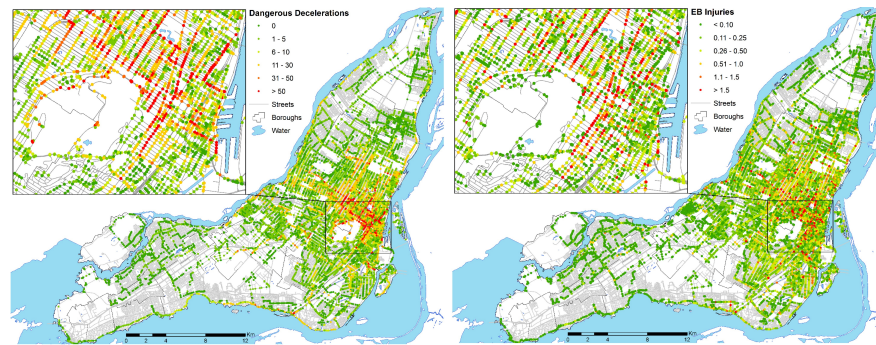 Dangerous Decelerations
0
1 - 5
6 - 10
11 - 30
31 - 50
> 50
Streets
Boroughs
Water
Km
0 2 4 8 12
EB Injuries
< 0.10
0.11 - 0.25
0.26 - 0.50
0.51 - 1.0
1.1 - 1.5
> 1.5
Streets
Boroughs
Water
Km
0 2 4 8 12